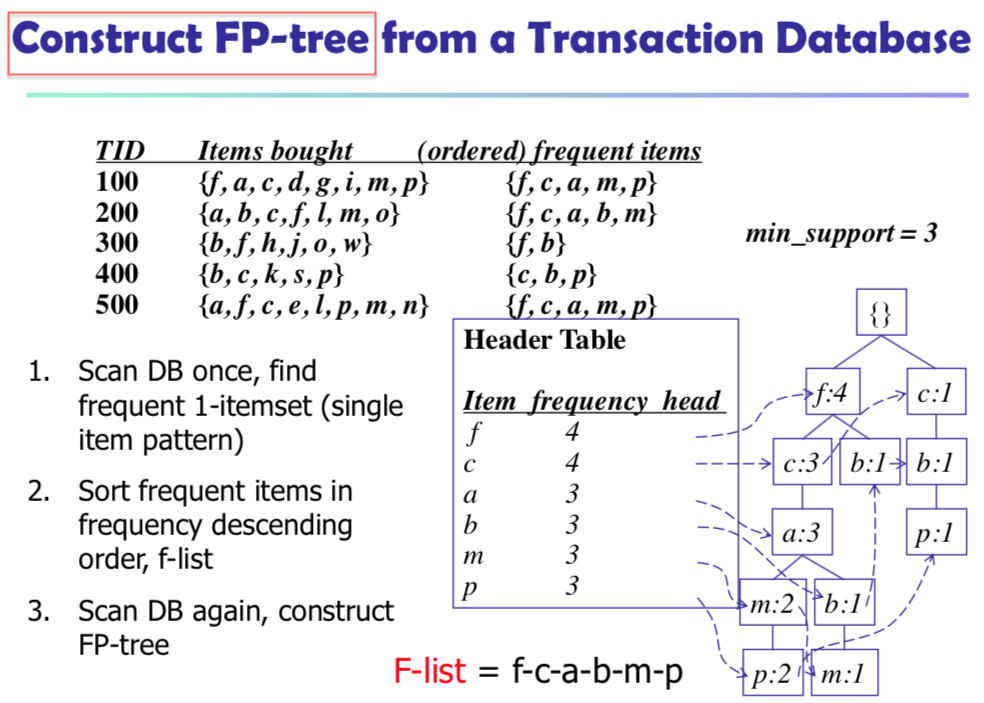 Construct FP-tree from a Transaction Database
TID Items bought (ordered) frequent items
100 {f, a, c, d, g, i, m, p} {f, c, a, m, p}
200 {a, b, c, f, l, m, o} {f, c, a, b, m}
300 {b, f, h, j, o, w} {f, b}
400 {b, c, k, s, p} {c, b, p}
500 {a, f, c, e, l, p, m, n} {f, c, a, m, p}
min_support = 3
1. Scan DB once, find
frequent 1-itemset (single
item pattern)
2. Sort frequent items in
frequency descending
order, f-list
3. Scan DB again, construct
FP-tree
Header Table
Item frequency head
f 4
c 4
a 3
b 3
m 3
p 3
{}
f:4 c:1
c:3 b:1 b:1
a:3 p:1
m:2 b:1
p:2 m:1
F-list = f-c-a-b-m-p